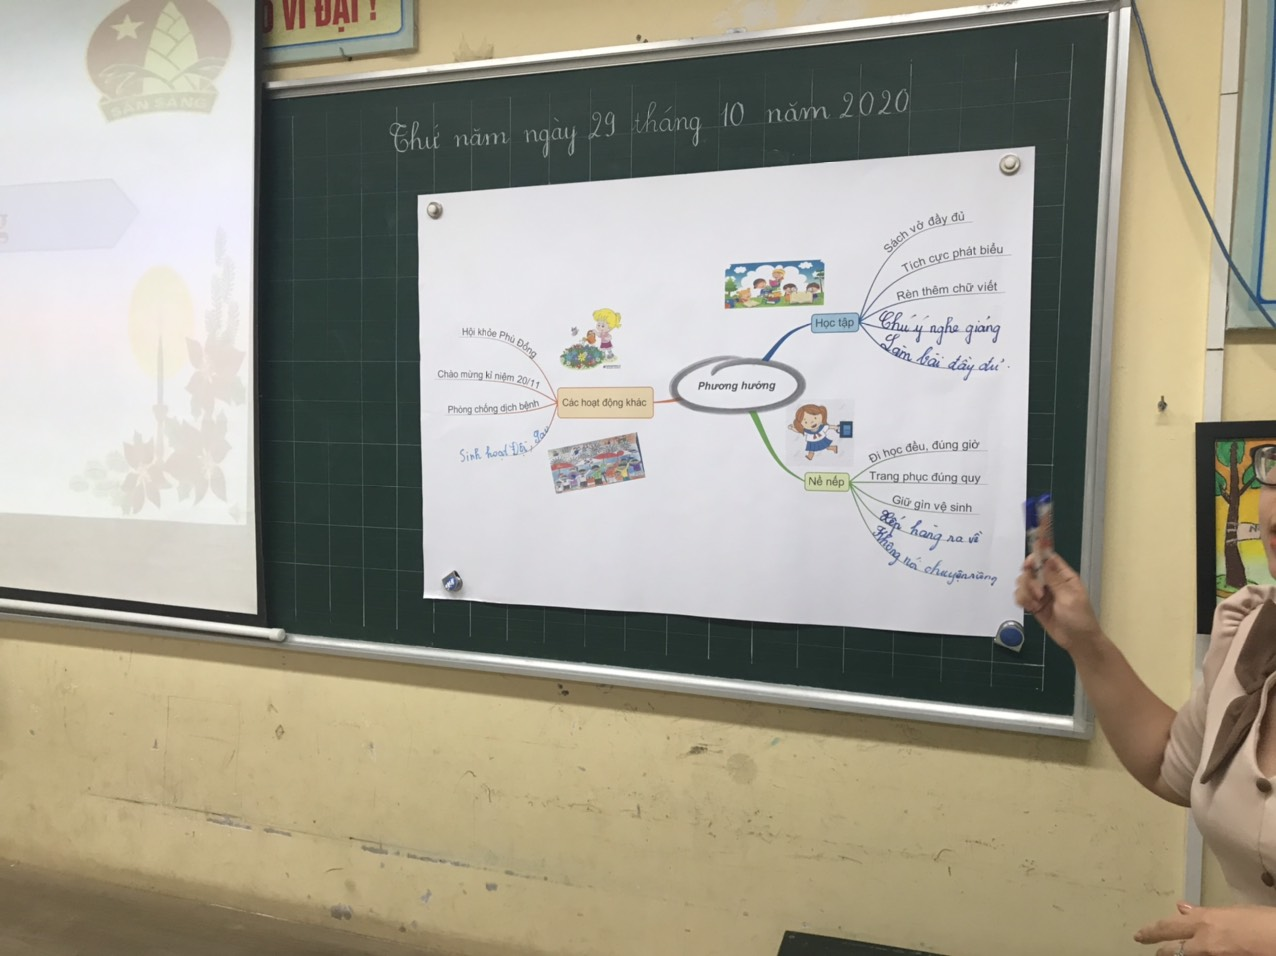 VĨ ĐẠI !
SẴN SÀNG
Thứ năm ngày 29 tháng 10 năm 2020
Phương hướng
Học tập
Sách vở đầy đủ
Tích cực phát biểu
Rèn thêm chữ viết
Chú ý nghe giảng
Làm bài đầy đủ.
Các hoạt động khác
Hội khỏe Phù Đổng
Chào mừng kỉ niệm 20/11
Phòng chống dịch bệnh
Sinh hoạt Đội,
Nề nếp
Đi học đều, đúng giờ
Trang phục đúng quy
Giữ gìn vệ sinh
Xếp hàng ra về
Không nói chuyện riêng